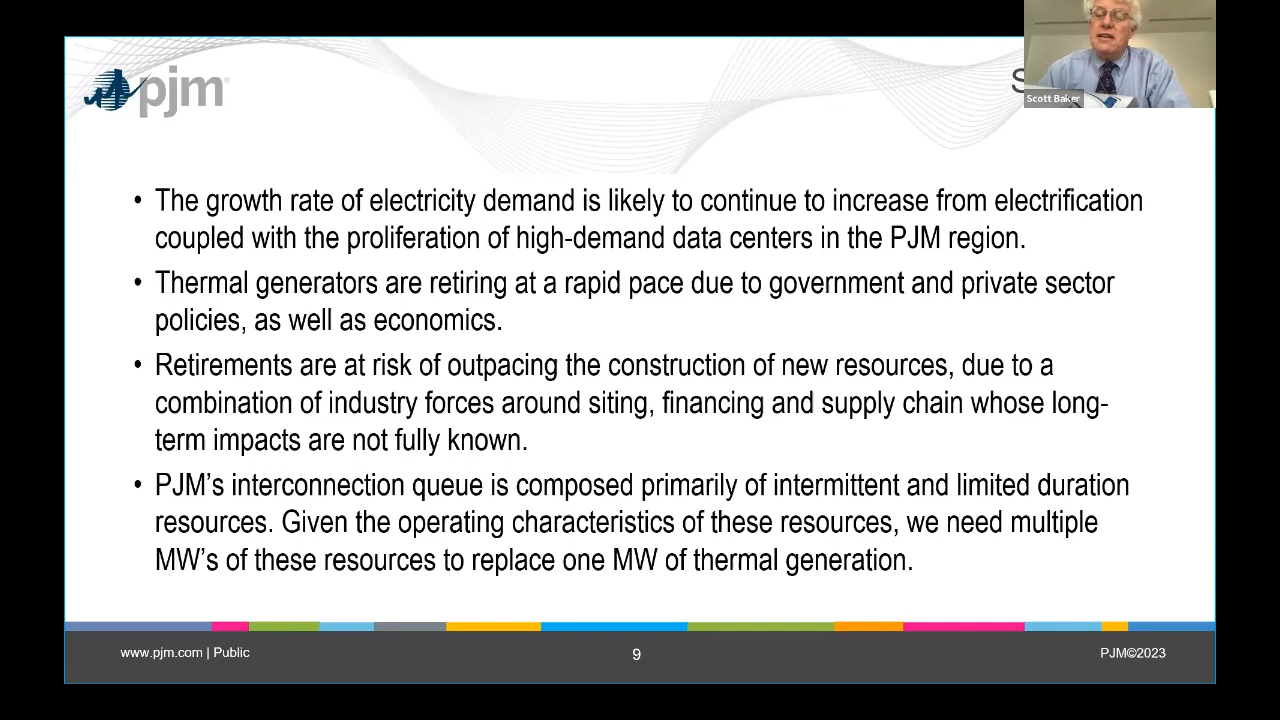 pjm
Scott Baker
• The growth rate of electricity demand is likely to continue to increase from electrification
coupled with the proliferation of high-demand data centers in the PJM region.
• Thermal generators are retiring at a rapid pace due to government and private sector
policies, as well as economics.
• Retirements are at risk of outpacing the construction of new resources, due to a
combination of industry forces around siting, financing and supply chain whose long-
term impacts are not fully known.
• PJM’s interconnection queue is composed primarily of intermittent and limited duration
resources. Given the operating characteristics of these resources, we need multiple
MW’s of these resources to replace one MW of thermal generation.
www.pjm.com | Public
9
PJM©2023